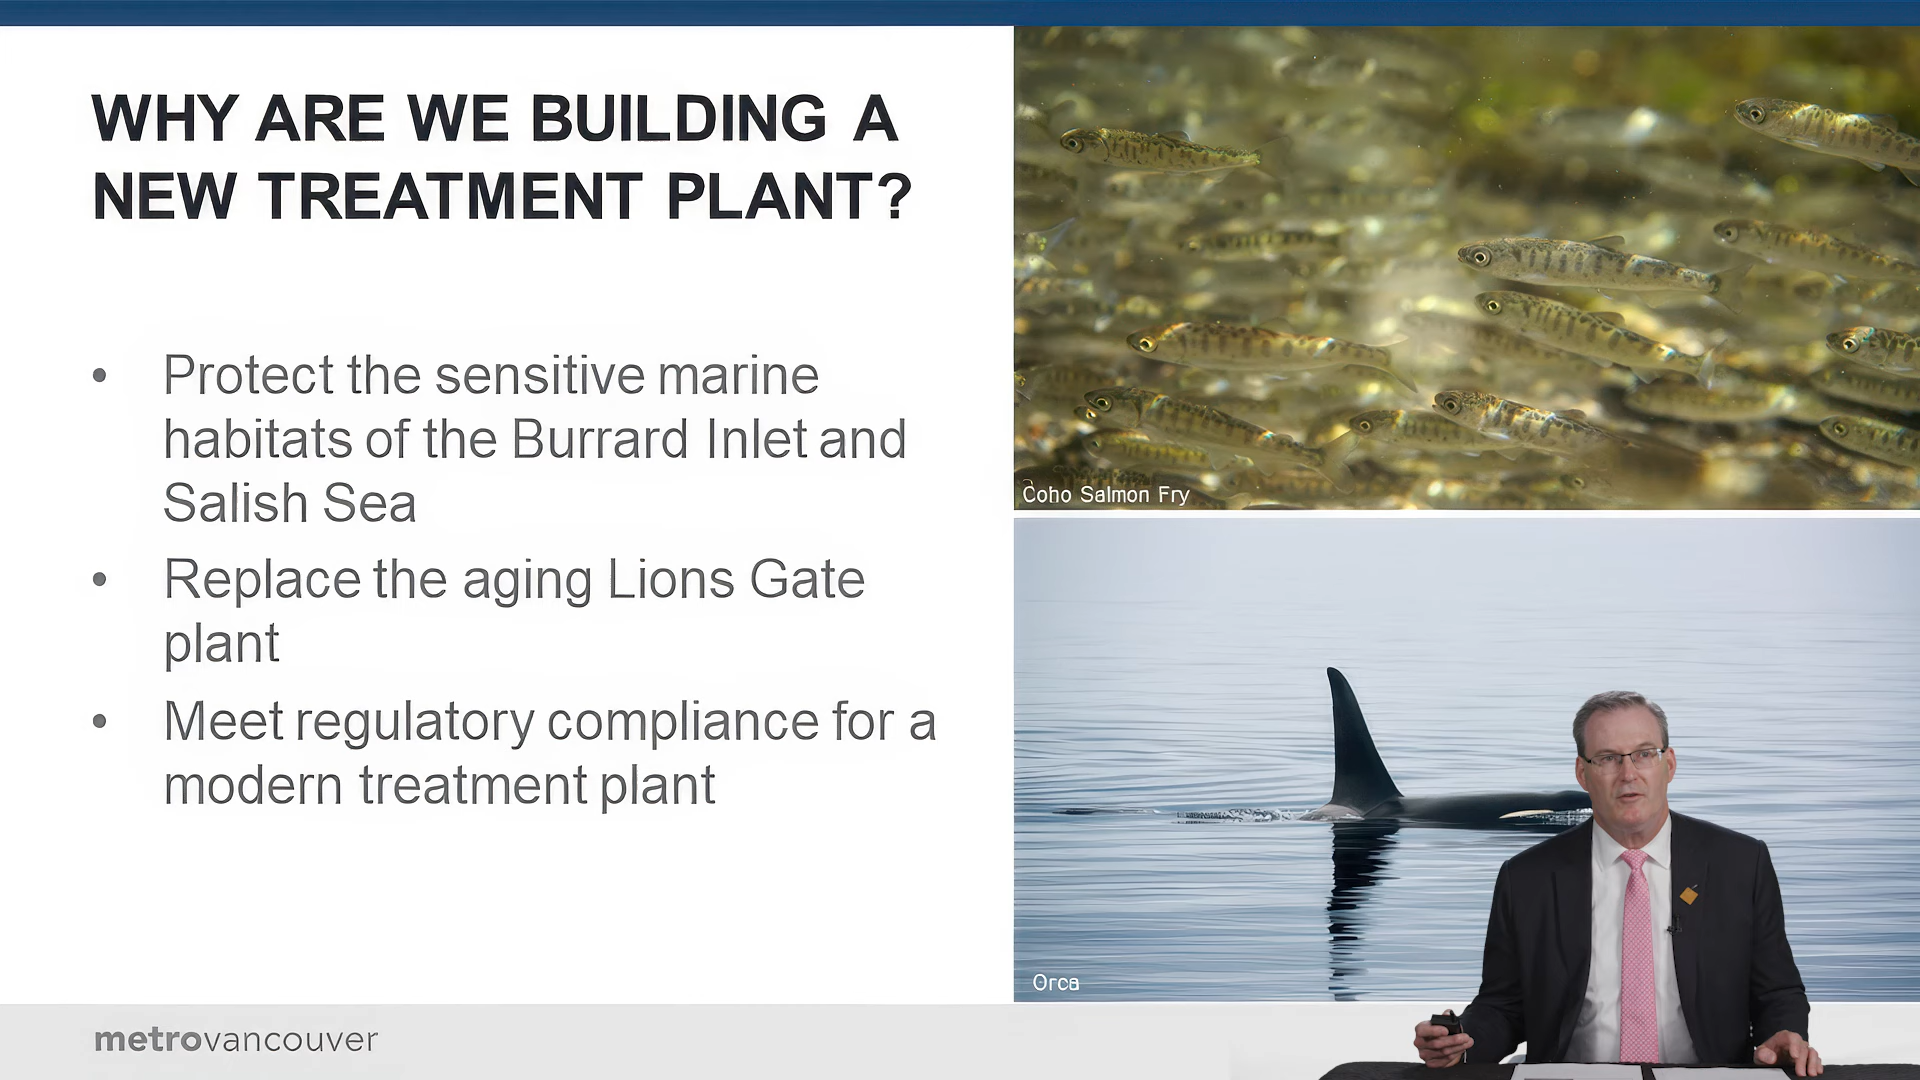 WHY ARE WE BUILDING A
NEW TREATMENT PLANT?
• Protect the sensitive marine
habitats of the Burrard Inlet and
Salish Sea
• Replace the aging Lions Gate
plant
• Meet regulatory compliance for a
modern treatment plant
Coho Salmon Fry
Orca
metrovancouver